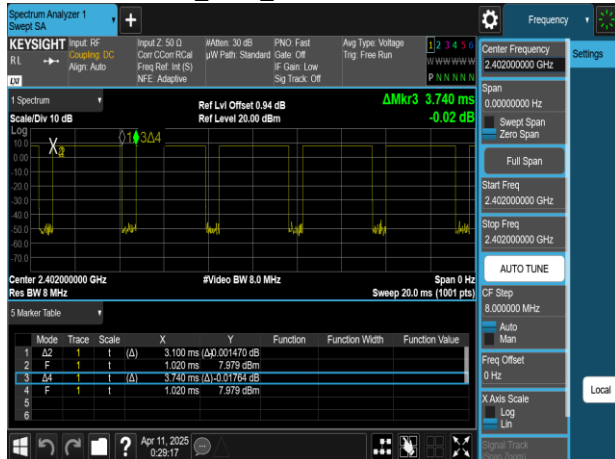 Spectrum Analyzer 1
Swept SA
Frequency
KEYSIGHT
RL
Input: RF
Coupling: DC
Align: Auto
Input Z: 50 Ω
Corr CCorr RCal
Freq Ref: Int (S)
NFE: Adaptive
#Atten: 30 dB
µW Path: Standard
PNO: Fast
Gate: Off
IF Gain: Low
Sig Track: Off
Avg Type: Voltage
Trig: Free Run
1 2 3 4 5 6
W W W W W W
P N N N N N
LXI
1 Spectrum
Scale/Div 10 dB
Ref Lvl Offset 0.94 dB
Ref Level 20.00 dBm
ΔMkr3 3.740 ms
-0.02 dB
Log
10.0
0.00
-10.0
-20.0
-30.0
-40.0
-50.0
-60.0
-70.0
X2
1
3Δ4
Center 2.402000000 GHz
Res BW 8 MHz
#Video BW 8.0 MHz
Span 0 Hz
Sweep 20.0 ms (1001 pts)
5 Marker Table
Mode Trace Scale X Y Function Function Width Function Value
1 Δ2 1 t (Δ) 3.100 ms (Δ) 0.001470 dB
2 F 1 t 1.020 ms 7.979 dBm
3 Δ4 1 t (Δ) 3.740 ms (Δ) -0.01764 dB
4 F 1 t 1.020 ms 7.979 dBm
5
6
Apr 11, 2025
0:29:17
Center Frequency
2.402000000 GHz
Settings
Span
0.00000000 Hz
Swept Span
Zero Span
Full Span
Start Freq
2.402000000 GHz
Stop Freq
2.402000000 GHz
AUTO TUNE
CF Step
8.000000 MHz
Auto
Man
Freq Offset
0 Hz
Local
X Axis Scale
Log
Lin
Signal Track
(Span Zoom)